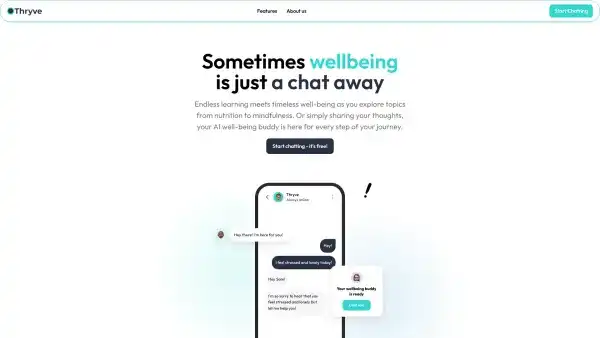 Thryve
Features
About us
Start Chatting
Sometimes wellbeing
is just a chat away
Endless learning meets timeless well-being as you explore topics
from nutrition to mindfulness. Or simply sharing your thoughts,
your AI well-being buddy is here for every step of your journey.
Start chatting - it's free!
Thryve
Always online
Hey there! I'm here for you!
Hey!
I feel stressed and lonely today!
Your wellbeing buddy
is ready
Hey Sam!
I'm so sorry to hear that you
feel stressed and lonely but
let me help you!